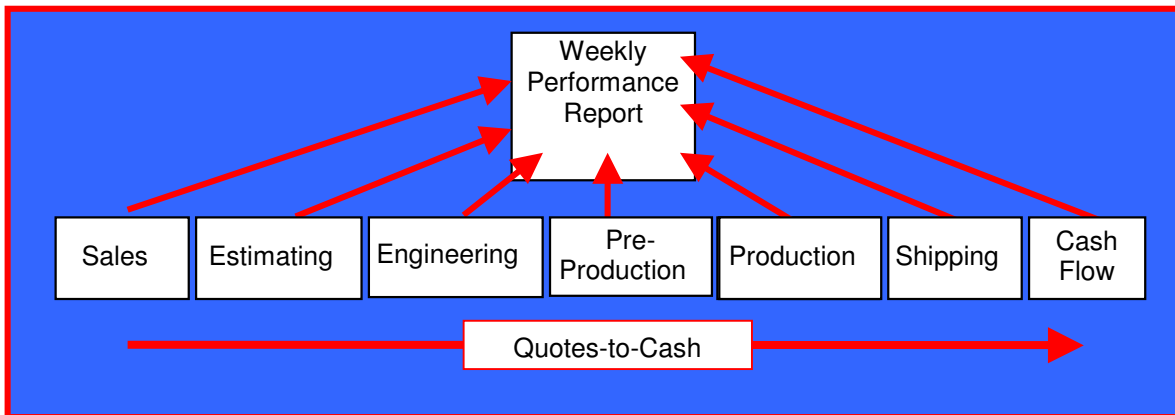 Weekly
Performance
Report
Sales
Estimating
Engineering
Pre-
Production
Production
Shipping
Cash
Flow
Quotes-to-Cash